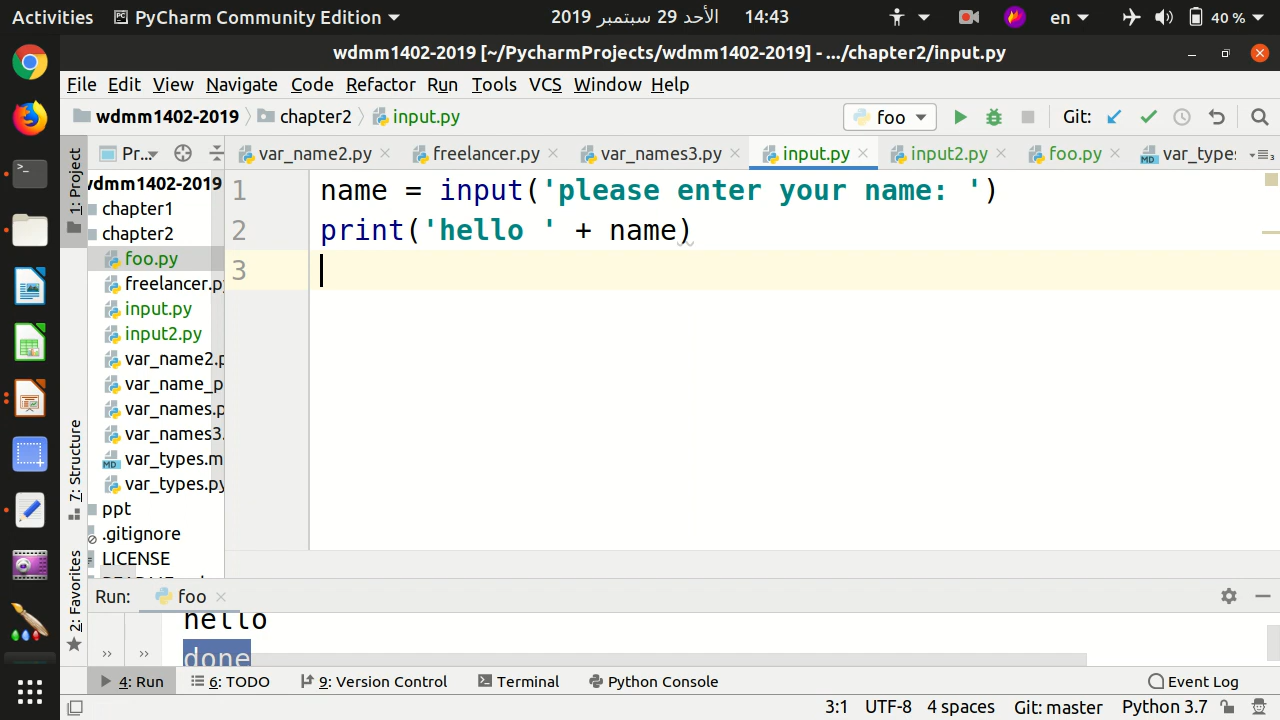 Activities PyCharm Community Edition 2019 الأحد 29 سبتمبر 14:43 en 40 %
wdmm1402-2019 [~/PycharmProjects/wdmm1402-2019] - .../chapter2/input.py
File Edit View Navigate Code Refactor Run Tools VCS Window Help
wdmm1402-2019 chapter2 input.py foo Git:
1: Project
7: Structure
2: Favorites
Pr... var_name2.py freelancer.py var_names3.py input.py input2.py foo.py var_types
wdmm1402-2019
chapter1
chapter2
foo.py
freelancer.p
input.py
input2.py
var_name2.p
var_name_p
var_names.p
var_names3.
var_types.m
var_types.py
ppt
.gitignore
LICENSE
1 name = input('please enter your name: ')
2 print('hello ' + name)
3
Run: foo
hello
done
4: Run 6: TODO 9: Version Control Terminal Python Console Event Log
3:1 UTF-8 4 spaces Git: master Python 3.7